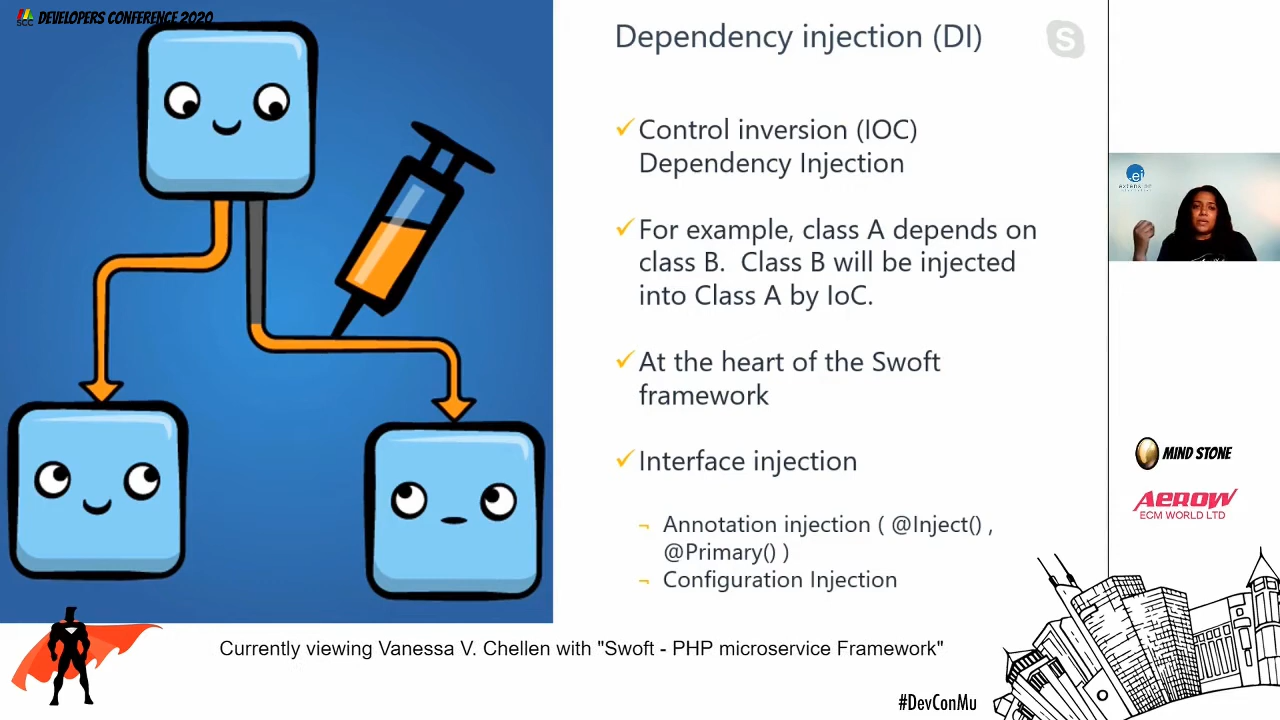 SCC DEVELOPERS CONFERENCE 2020
Dependency injection (DI)
S
✓ Control inversion (IOC)
Dependency Injection
✓ For example, class A depends on
class B. Class B will be injected
into Class A by IoC.
✓ At the heart of the Swoft
framework
✓ Interface injection
¬ Annotation injection ( @Inject() ,
@Primary() )
¬ Configuration Injection
ei
MIND STONE
AEROW
ECM WORLD LTD
Currently viewing Vanessa V. Chellen with "Swoft - PHP microservice Framework"
#DevConMu